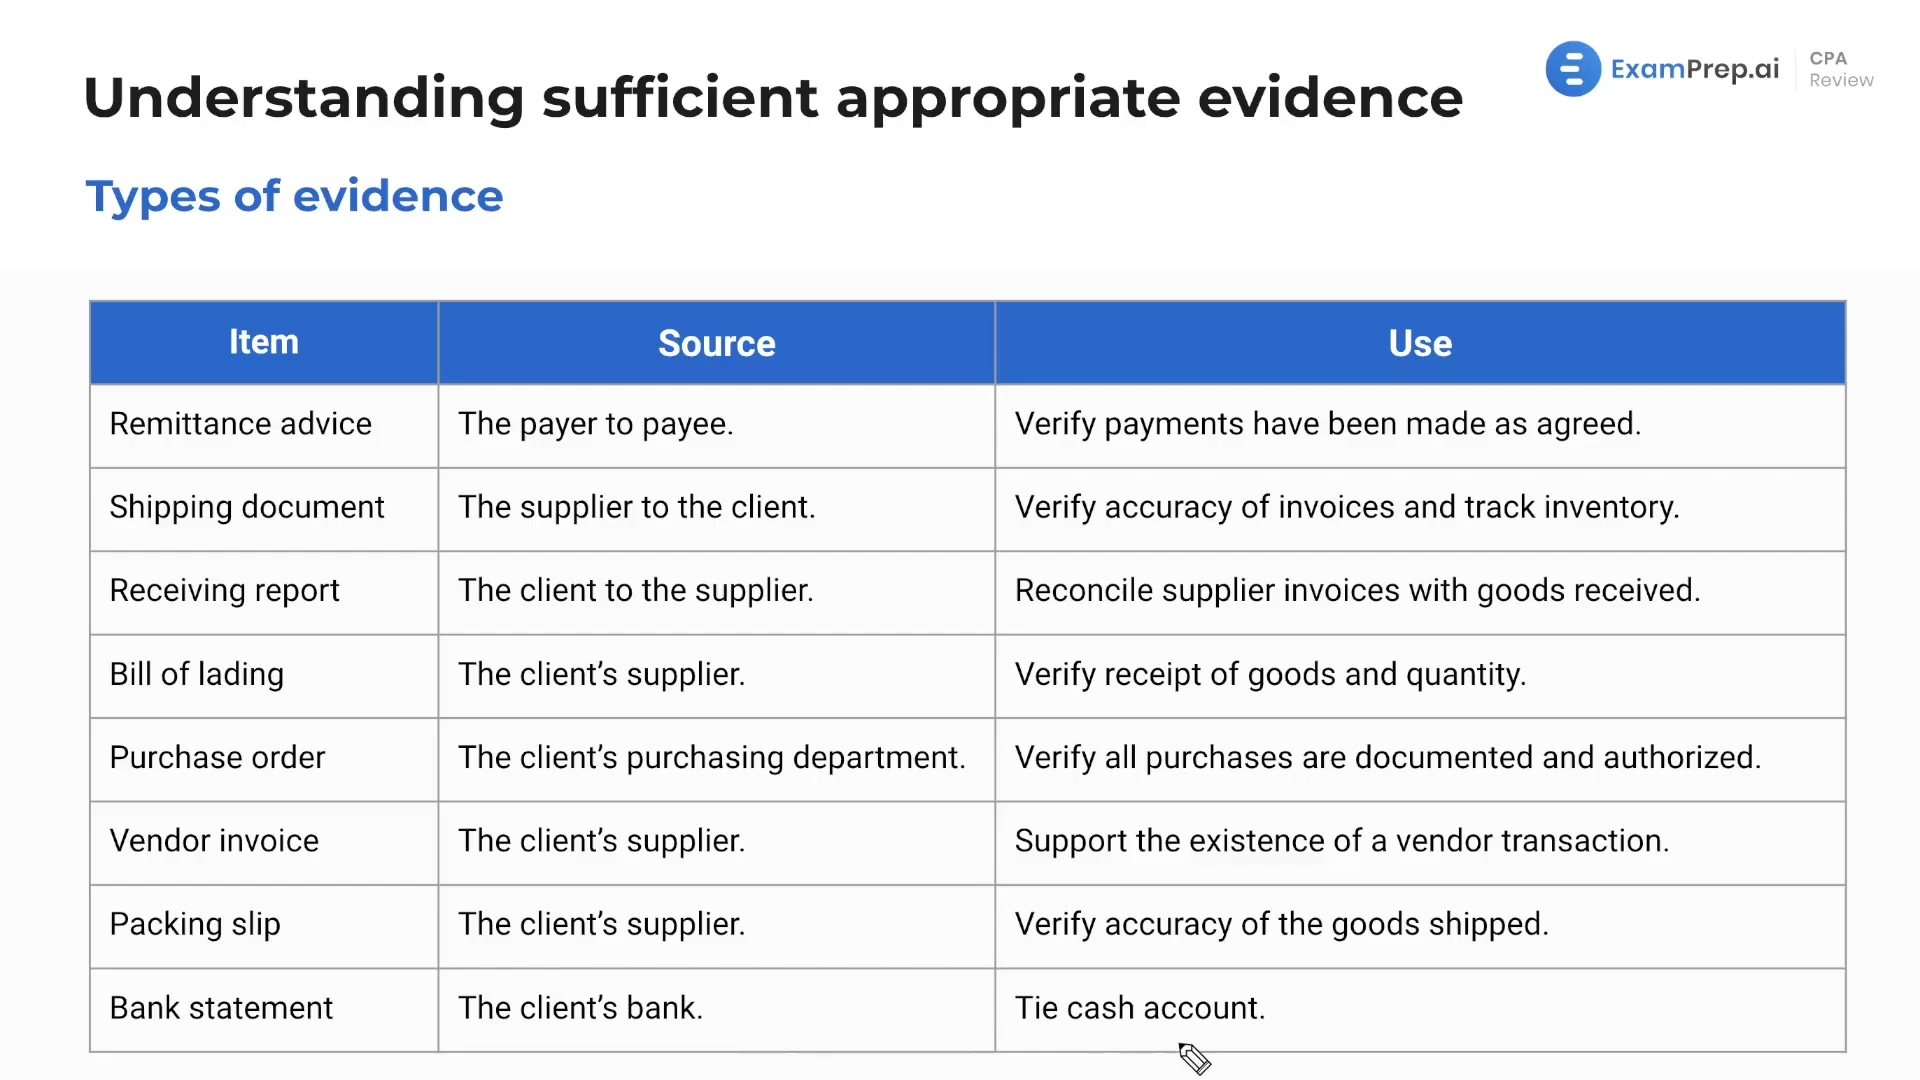 Understanding sufficient appropriate evidence
ExamPrep.ai
CPA
Review
Types of evidence
Item Source Use
Remittance advice The payer to payee. Verify payments have been made as agreed.
Shipping document The supplier to the client. Verify accuracy of invoices and track inventory.
Receiving report The client to the supplier. Reconcile supplier invoices with goods received.
Bill of lading The client’s supplier. Verify receipt of goods and quantity.
Purchase order The client’s purchasing department. Verify all purchases are documented and authorized.
Vendor invoice The client’s supplier. Support the existence of a vendor transaction.
Packing slip The client’s supplier. Verify accuracy of the goods shipped.
Bank statement The client’s bank. Tie cash account.